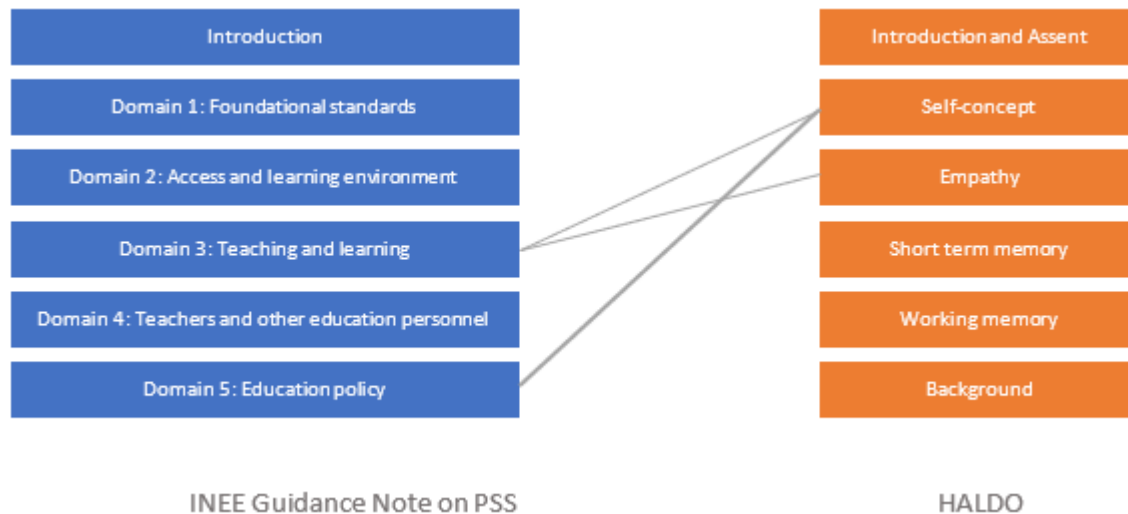 Introduction
Domain 1: Foundational standards
Domain 2: Access and learning environment
Domain 3: Teaching and learning
Domain 4: Teachers and other education personnel
Domain 5: Education policy
INEE Guidance Note on PSS
Introduction and Assent
Self-concept
Empathy
Short term memory
Working memory
Background
HALDO